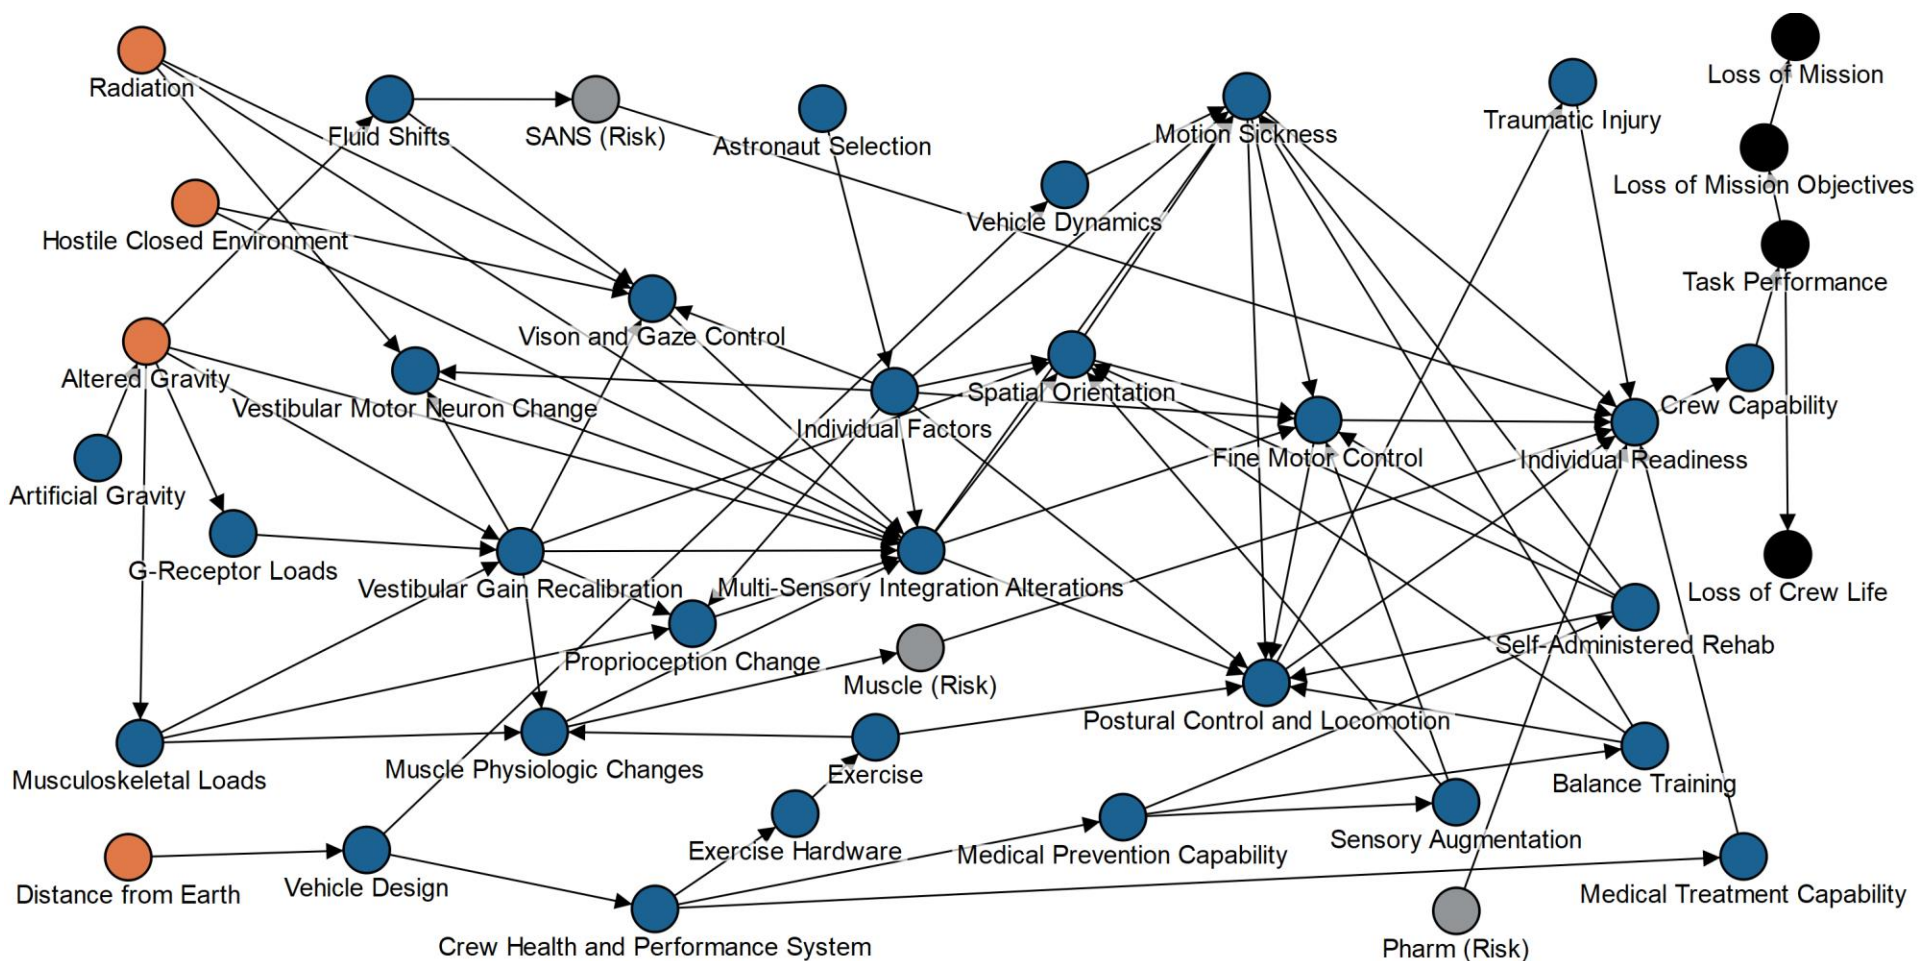 Loss of Mission
Radiation
Fluid Shifts
SANS (Risk)
Astronaut Selection
Motion Sickness
Traumatic Injury
Loss of Mission Objectives
Hostile Closed Environment
Vehicle Dynamics
Task Performance
Vison and Gaze Control
Altered Gravity
Vestibular Motor Neuron Change
Individual Factors
Spatial Orientation
Crew Capability
Fine Motor Control
Individual Readiness
Artificial Gravity
G-Receptor Loads
Vestibular Gain Recalibration
Multi-Sensory Integration Alterations
Loss of Crew Life
Proprioception Change
Muscle (Risk)
Self-Administered Rehab
Postural Control and Locomotion
Musculoskeletal Loads
Muscle Physiologic Changes
Exercise
Balance Training
Exercise Hardware
Medical Prevention Capability
Sensory Augmentation
Distance from Earth
Vehicle Design
Medical Treatment Capability
Crew Health and Performance System
Pharm (Risk)